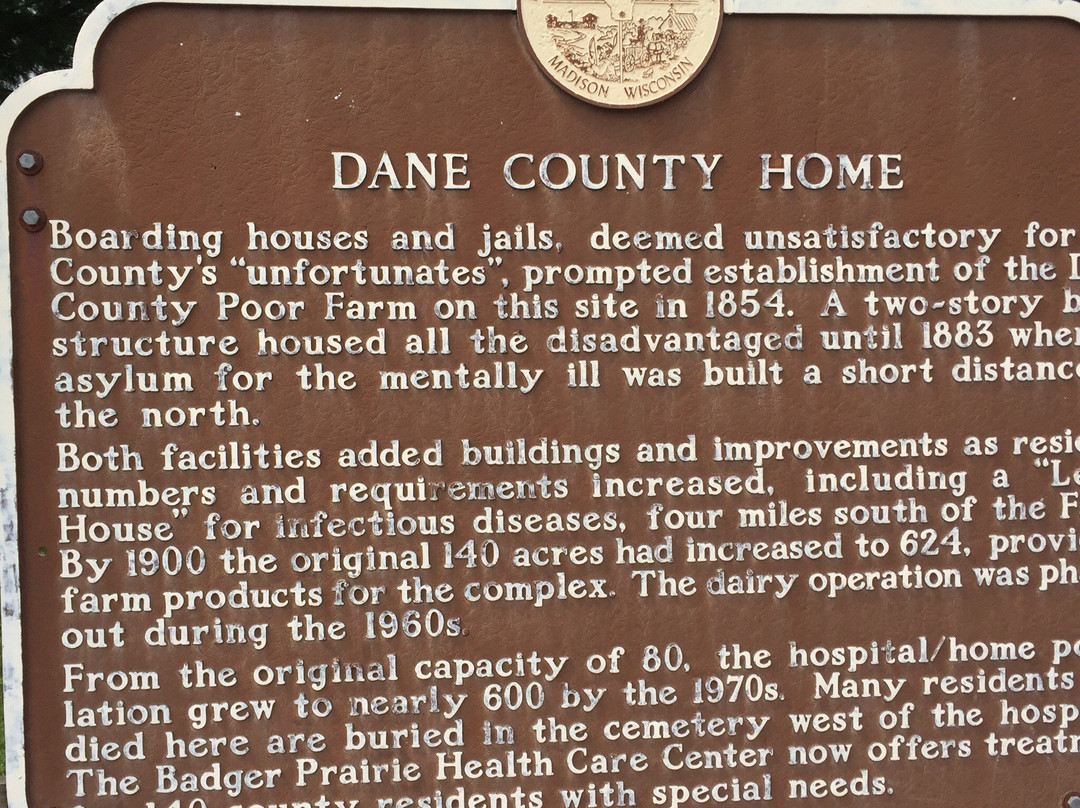 MADISON WISCONSIN
DANE COUNTY HOME
Boarding houses and jails, deemed unsatisfactory for
County's "unfortunates", prompted establishment of the
County Poor Farm on this site in 1854. A two-story
structure housed all the disadvantaged until 1883
asylum for the mentally ill was built a short
the north.
Both facilities added buildings and improvements as
numbers and requirements increased, including a
House" for infectious diseases, four miles south of the
By 1900 the original 140 acres had increased to 624,
farm products for the complex. The dairy operation was
out during the 1960s.
From the original capacity of 80, the hospital/home
lation grew to nearly 600 by the 1970s. Many residents
died here are buried in the cemetery west of the
The Badger Prairie Health Care Center now offers
140 county residents with special needs.